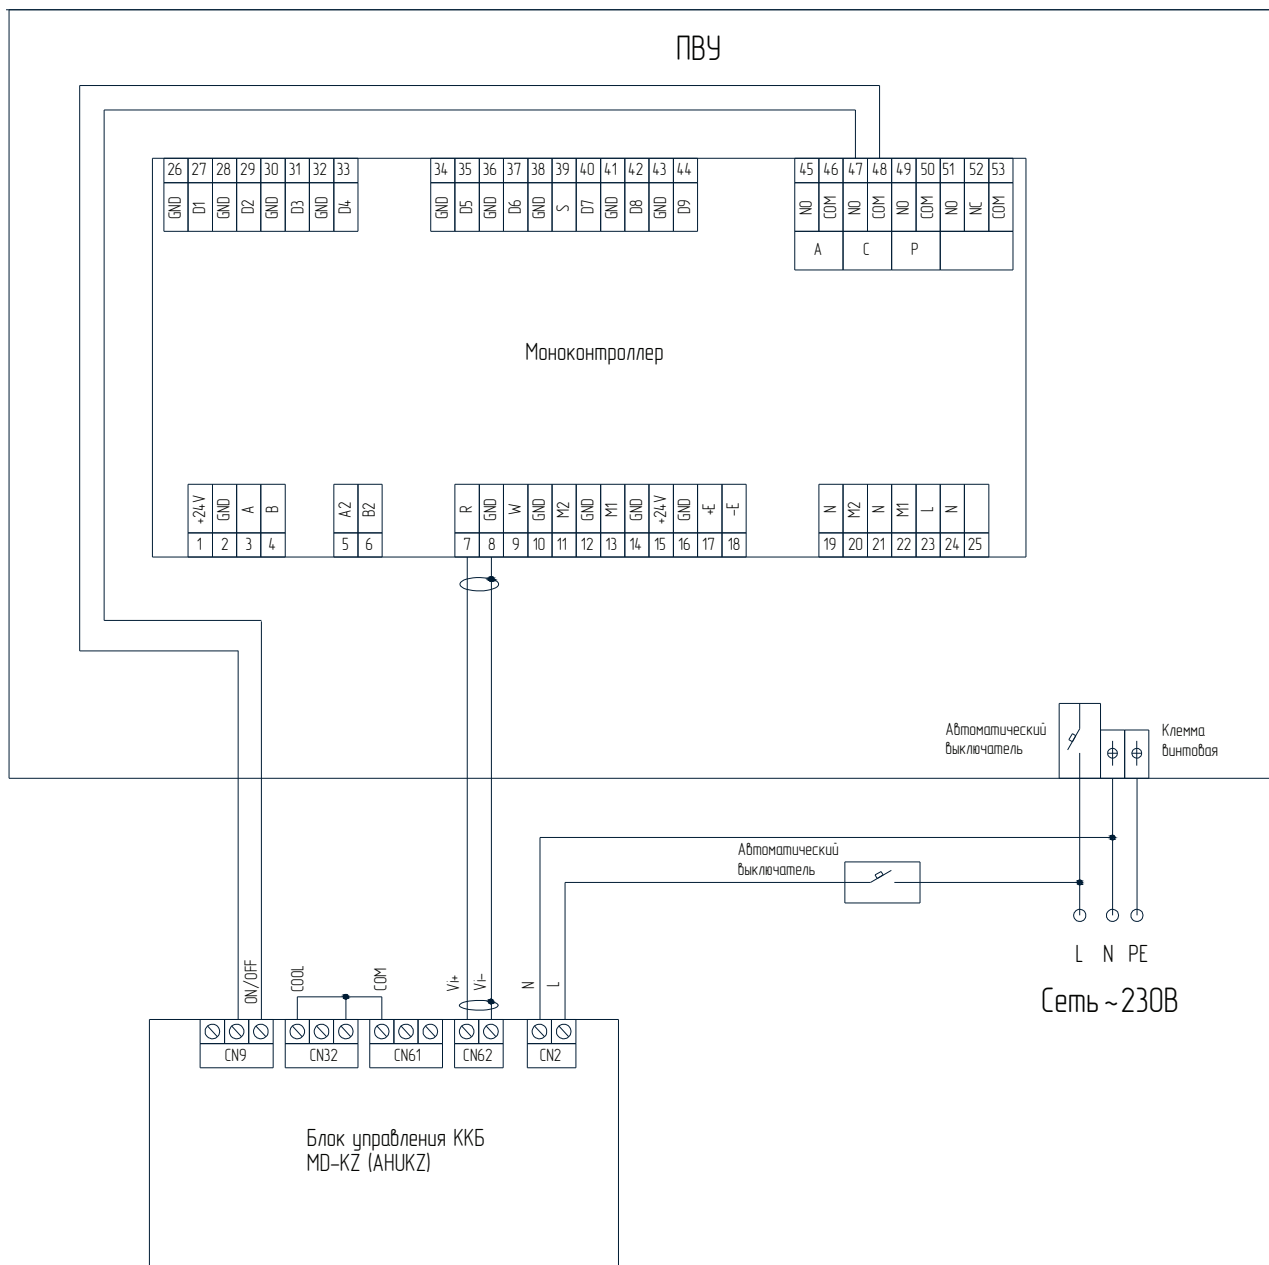 ПВУ
26 27 28 29 30 31 32 33
GND D1 GND D2 GND D3 GND D4
34 35 36 37 38 39 40 41 42 43 44
GND D5 GND D6 GND S D7 GND D8 GND D9
45 46 47 48 49 50 51 52 53
NO COM NO COM NO COM NO NC COM
A C P
Моноконтроллер
+24V GND A B
1 2 3 4
A2 B2
5 6
R GND W GND M2 GND M1 GND +24V GND +E -E
7 8 9 10 11 12 13 14 15 16 17 18
N M2 N M1 L N
19 20 21 22 23 24 25
Автоматический
выключатель
Клемма
винтовая
Автоматический
выключатель
L N PE
Сеть ~230В
ON/OFF
COOL
COM
Vi+
Vi-
N
L
CN9 CN32 CN61 CN62 CN2
Блок управления ККБ
MD-KZ (AHUKZ)